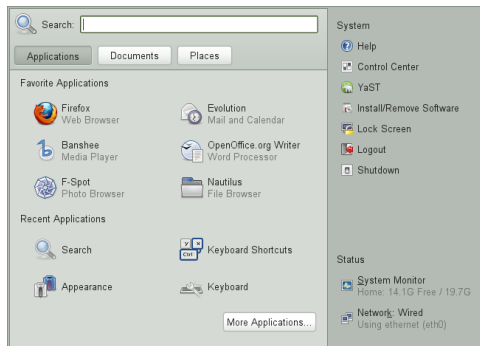 Search:
Applications
Documents
Places
Favorite Applications
Firefox
Web Browser
Evolution
Mail and Calendar
Banshee
Media Player
OpenOffice.org Writer
Word Processor
F-Spot
Photo Browser
Nautilus
File Browser
Recent Applications
Search
Keyboard Shortcuts
Appearance
Keyboard
More Applications...
System
Help
Control Center
YaST
Install/Remove Software
Lock Screen
Logout
Shutdown
Status
System Monitor
Home: 14.1G Free / 19.7G
Network: Wired
Using ethernet (eth0)